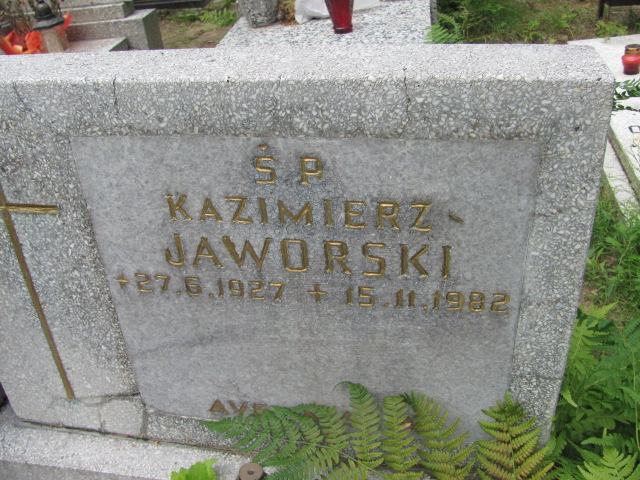 Ś P
KAZIMIERZ
JAWORSKI
*27.6.1927 +15.11.1982